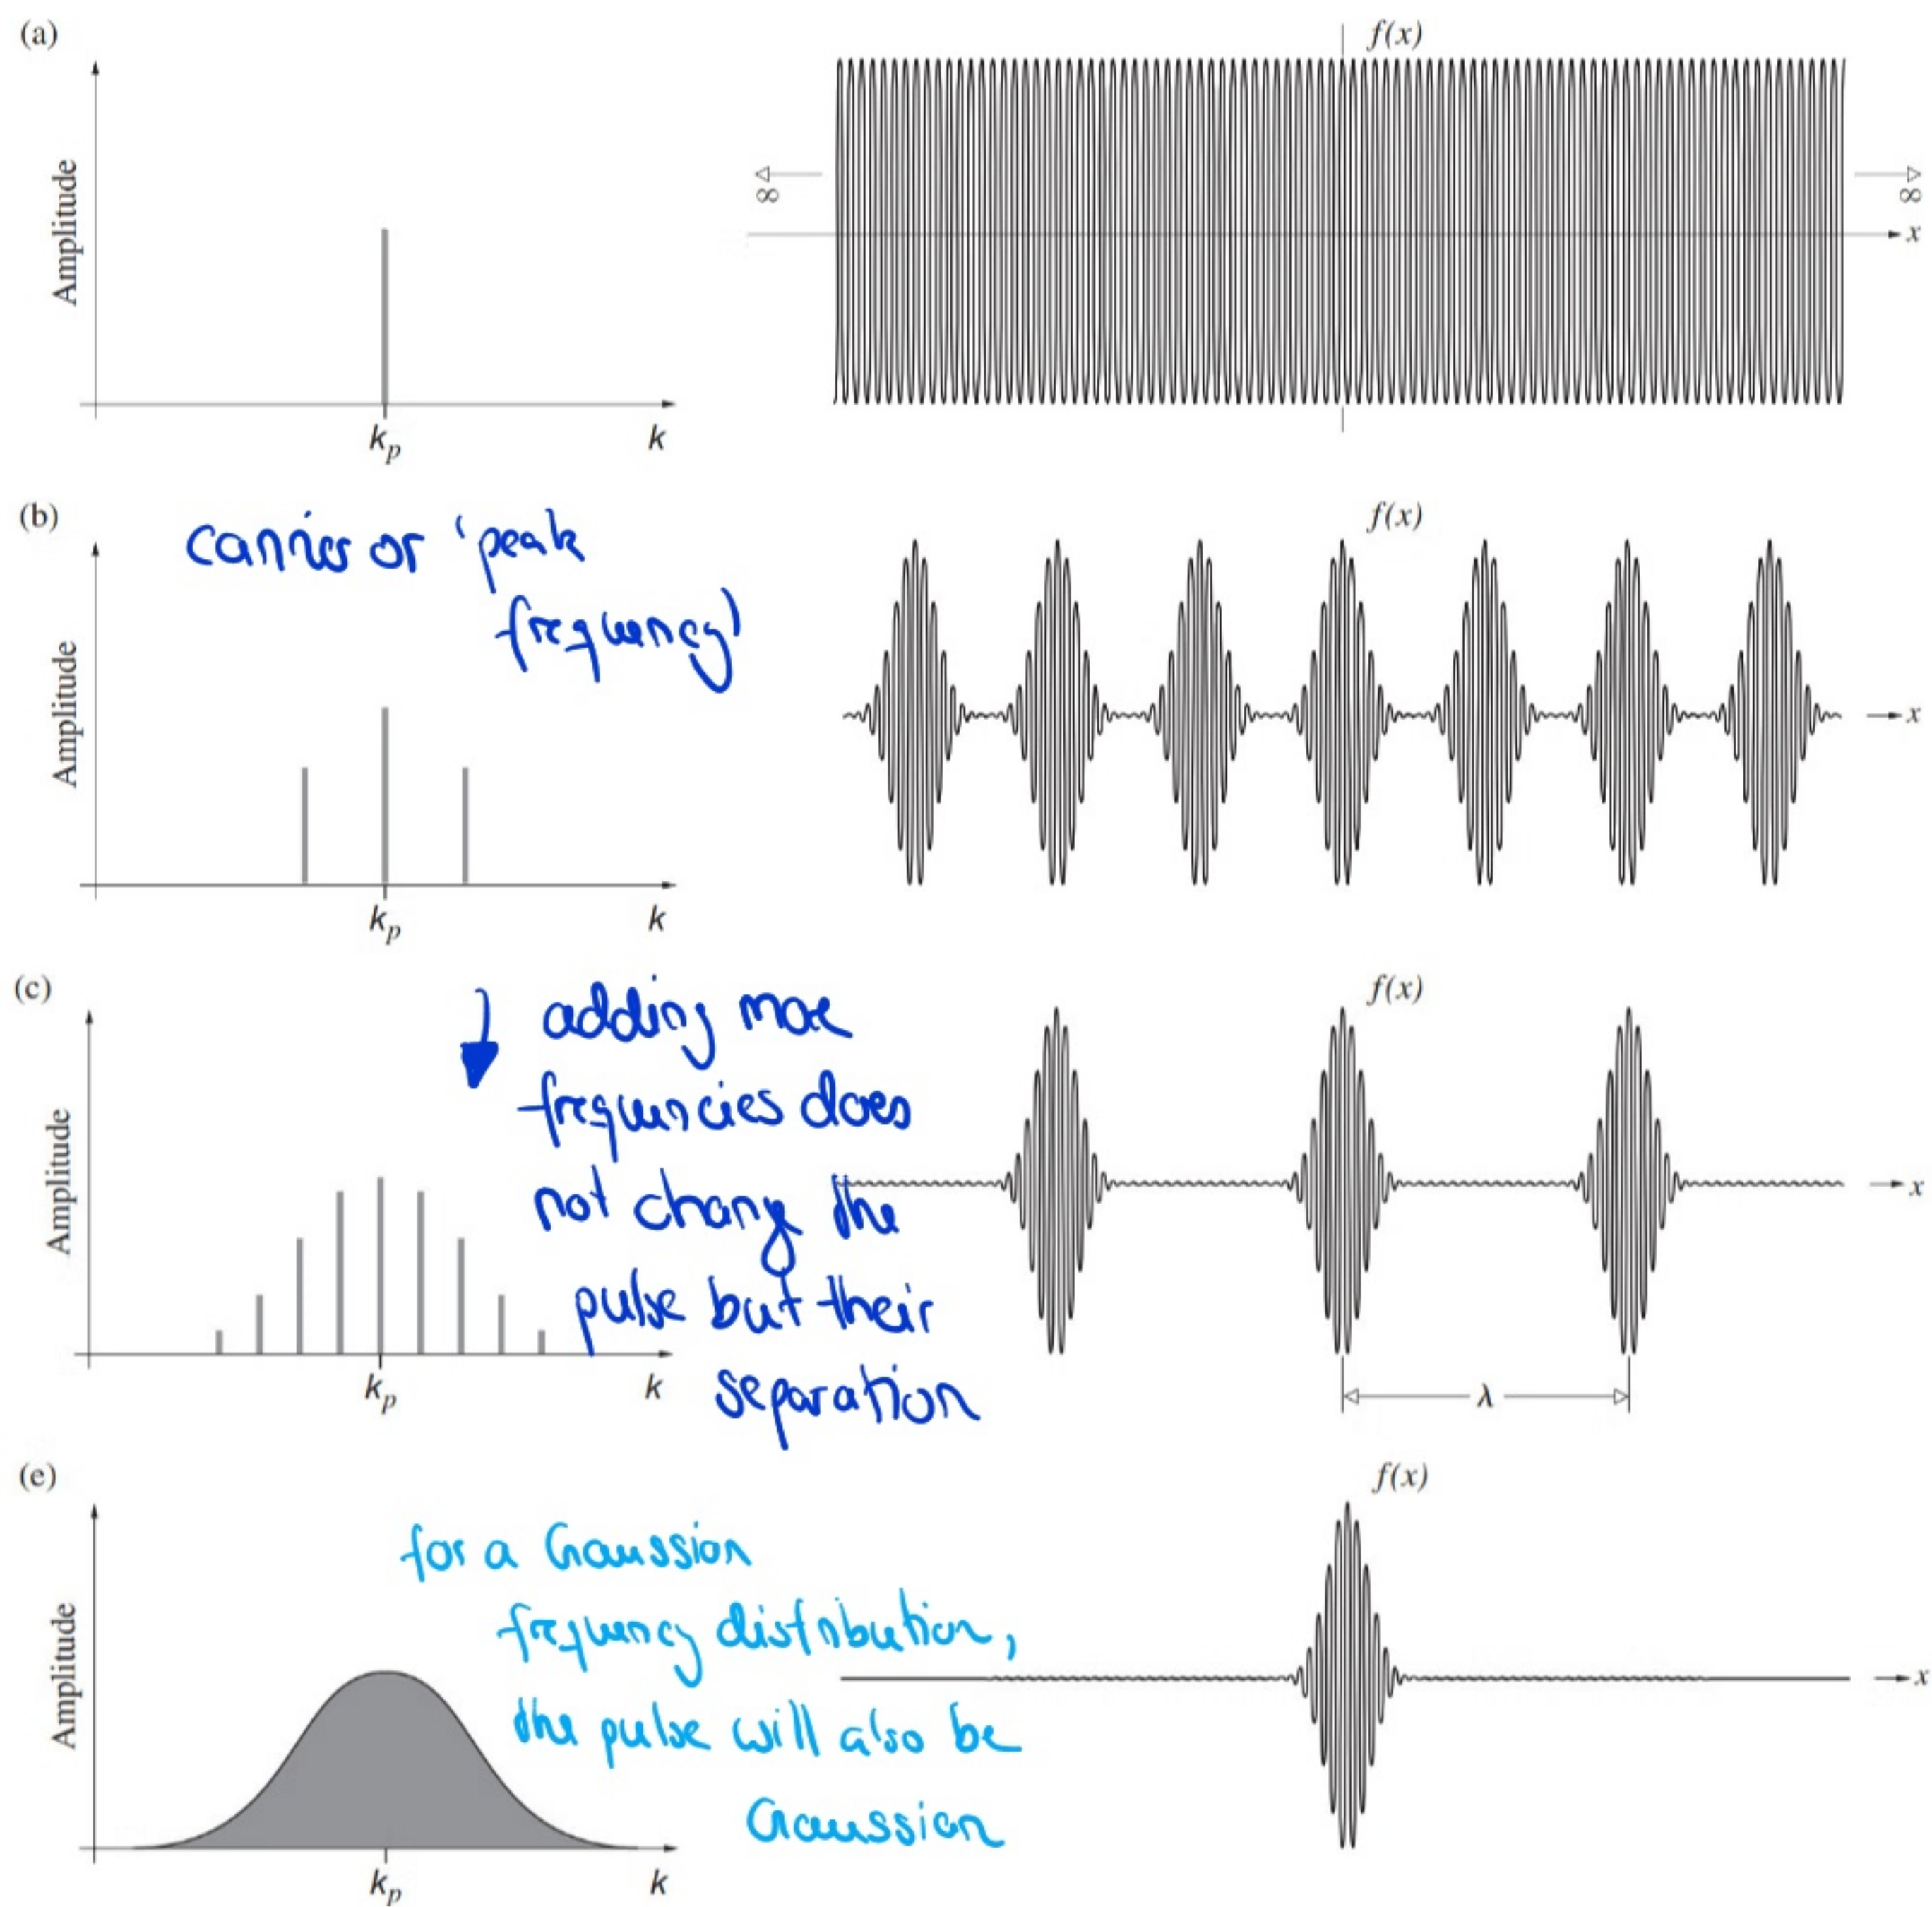 (a)
f(x)
Amplitude
∞
∞
x
k_p
k
(b)
f(x)
carrier or 'peak
frequency'
Amplitude
x
k_p
k
(c)
f(x)
adding more
frequencies does
not change the
pulse but their
separation
Amplitude
x
k_p
k
λ
(e)
f(x)
for a Gaussian
frequency distribution,
the pulse will also be
Gaussian
Amplitude
x
k_p
k